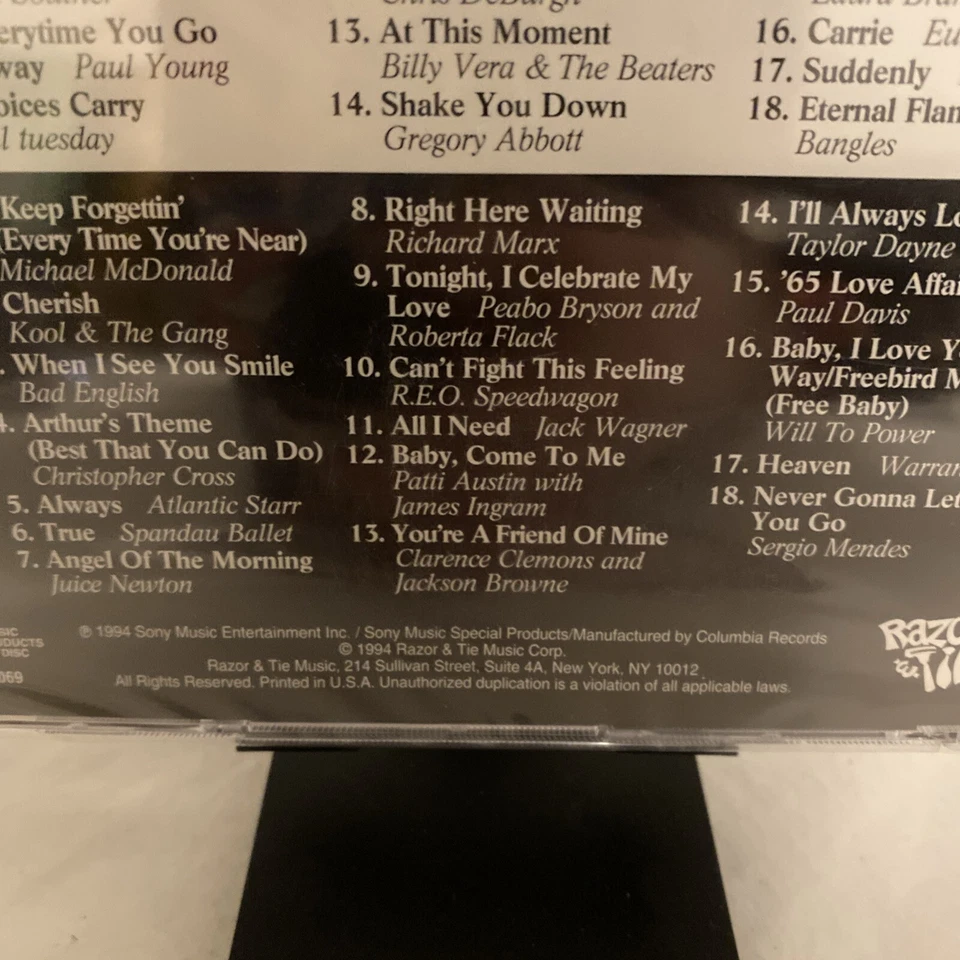 13. At This Moment
Billy Vera & The Beaters
14. Shake You Down
Gregory Abbott
erytime You Go
way Paul Young
oices Carry
l tuesday
16. Carrie Eu
17. Suddenly
18. Eternal Flan
Bangles
Keep Forgettin'
(Every Time You're Near)
Michael McDonald
Cherish
Kool & The Gang
. When I See You Smile
Bad English
4. Arthur's Theme
(Best That You Can Do)
Christopher Cross
5. Always Atlantic Starr
6. True Spandau Ballet
7. Angel Of The Morning
Juice Newton
8. Right Here Waiting
Richard Marx
9. Tonight, I Celebrate My
Love Peabo Bryson and
Roberta Flack
10. Can't Fight This Feeling
R.E.O. Speedwagon
11. All I Need Jack Wagner
12. Baby, Come To Me
Patti Austin with
James Ingram
13. You're A Friend Of Mine
Clarence Clemons and
Jackson Browne
14. I'll Always Lo
Taylor Dayne
15. '65 Love Affai
Paul Davis
16. Baby, I Love Y
Way/Freebird M
(Free Baby)
Will To Power
17. Heaven Warran
18. Never Gonna Let
You Go
Sergio Mendes
SIC
DUCTS
DISC
069
℗ 1994 Sony Music Entertainment Inc. / Sony Music Special Products/Manufactured by Columbia Records
© 1994 Razor & Tie Music Corp.
Razor & Tie Music, 214 Sullivan Street, Suite 4A, New York, NY 10012
All Rights Reserved. Printed in U.S.A. Unauthorized duplication is a violation of all applicable laws.
Razo
& Ti